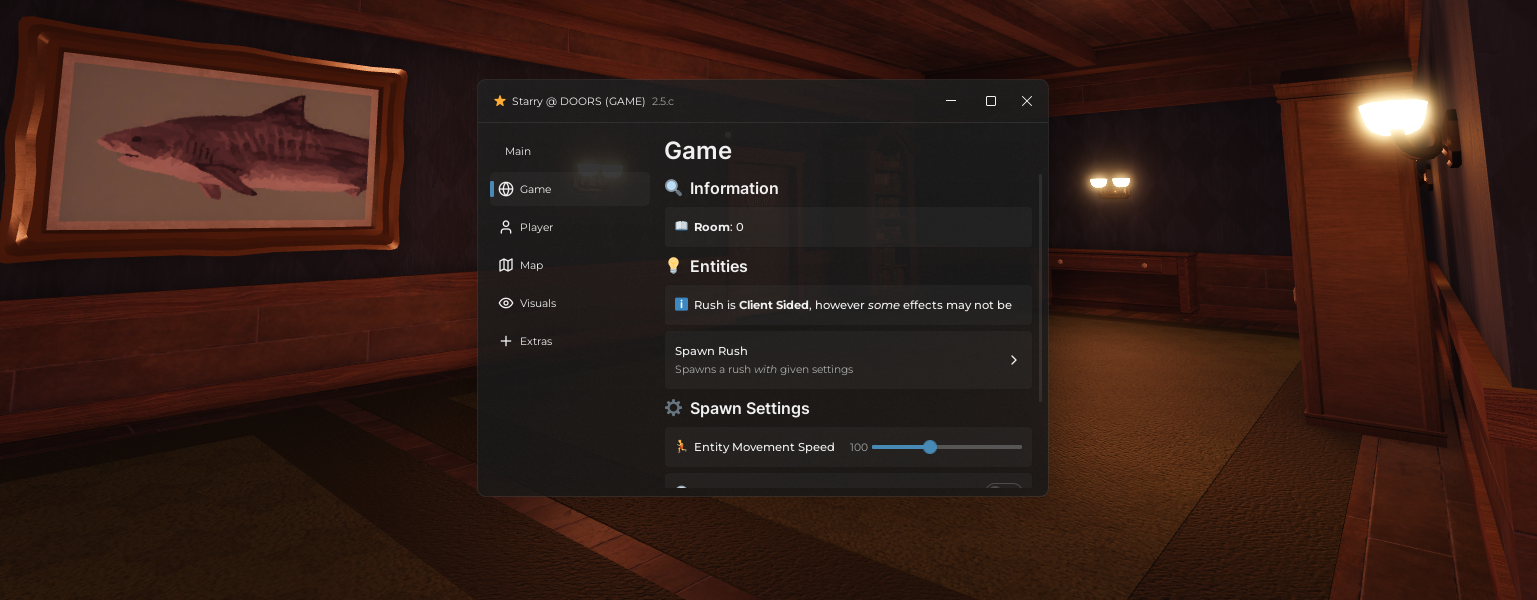 Starry @ DOORS (GAME) 2.5.c
Main
Game
Player
Map
Visuals
Extras
Game
Information
Room: 0
Entities
Rush is Client Sided, however some effects may not be
Spawn Rush
Spawns a rush with given settings
Spawn Settings
Entity Movement Speed 100